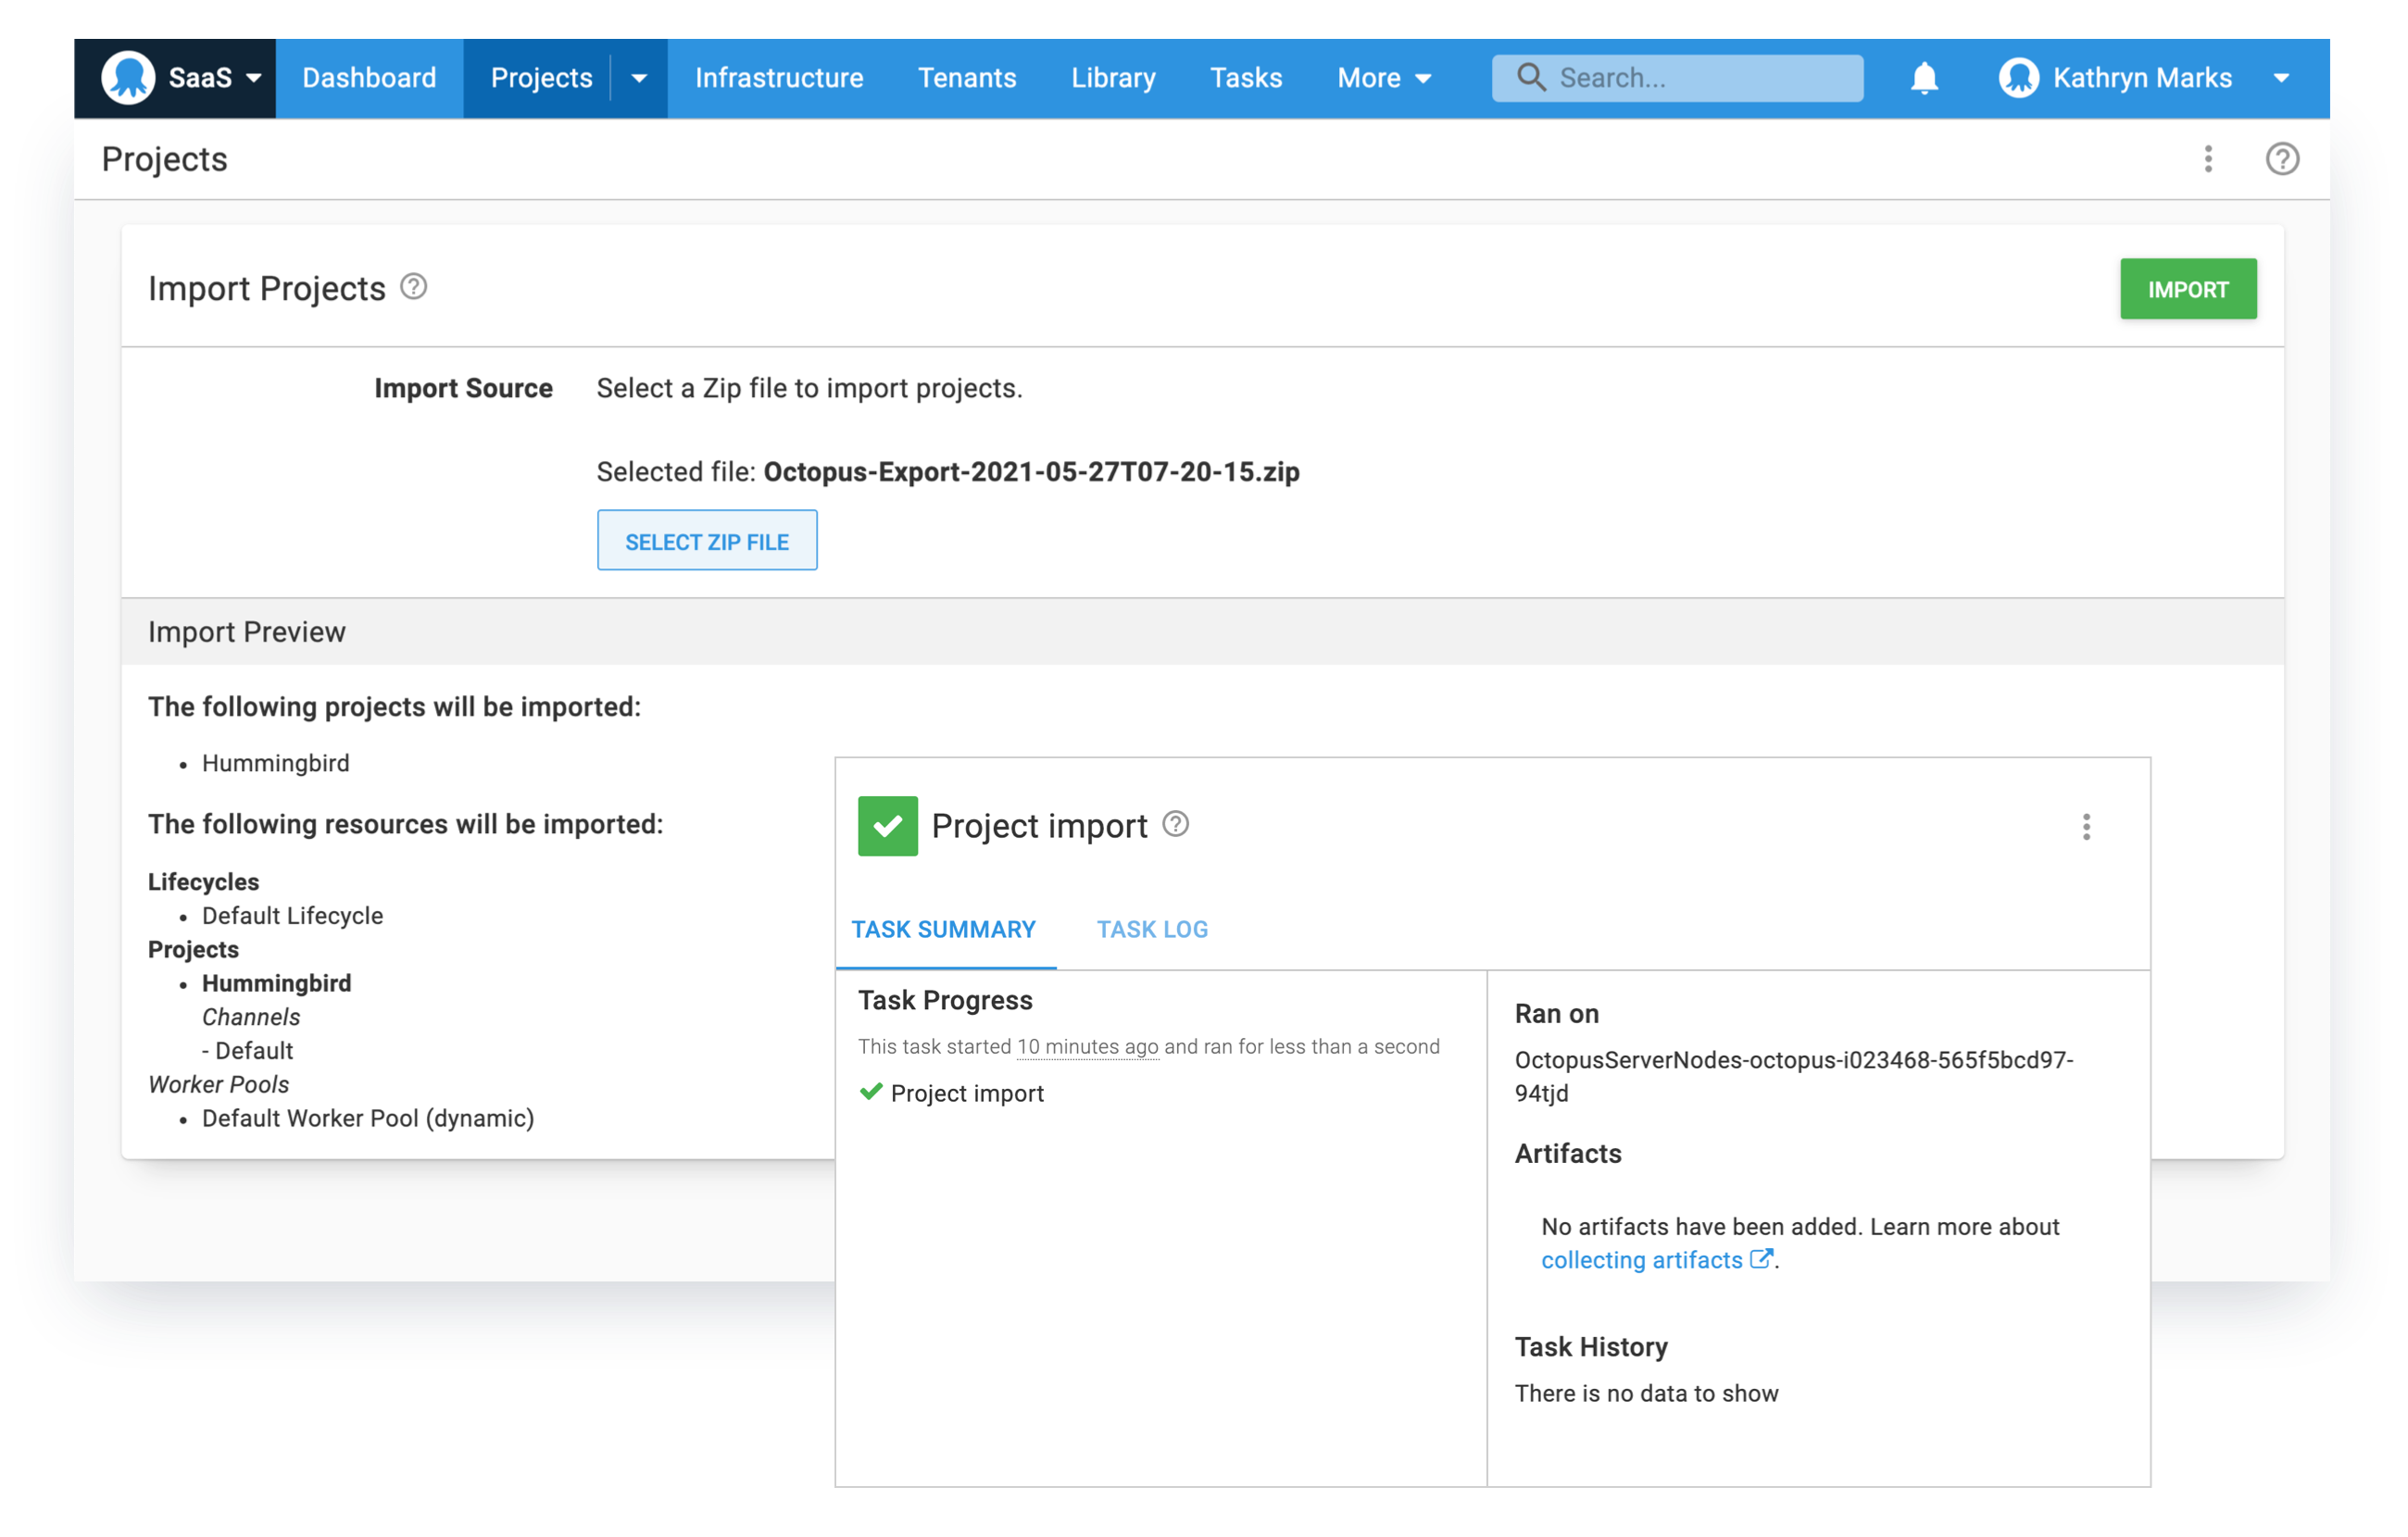 SaaS Dashboard Projects Infrastructure Tenants Library Tasks More Search... Kathryn Marks
Projects
Import Projects
IMPORT
Import Source Select a Zip file to import projects.
Selected file: Octopus-Export-2021-05-27T07-20-15.zip
SELECT ZIP FILE
Import Preview
The following projects will be imported:
• Hummingbird
The following resources will be imported:
Lifecycles
• Default Lifecycle
Projects
• Hummingbird
Channels
- Default
Worker Pools
• Default Worker Pool (dynamic)
Project import
TASK SUMMARY TASK LOG
Task Progress
This task started 10 minutes ago and ran for less than a second
Project import
Ran on
OctopusServerNodes-octopus-i023468-565f5bcd97-
94tjd
Artifacts
No artifacts have been added. Learn more about
collecting artifacts.
Task History
There is no data to show